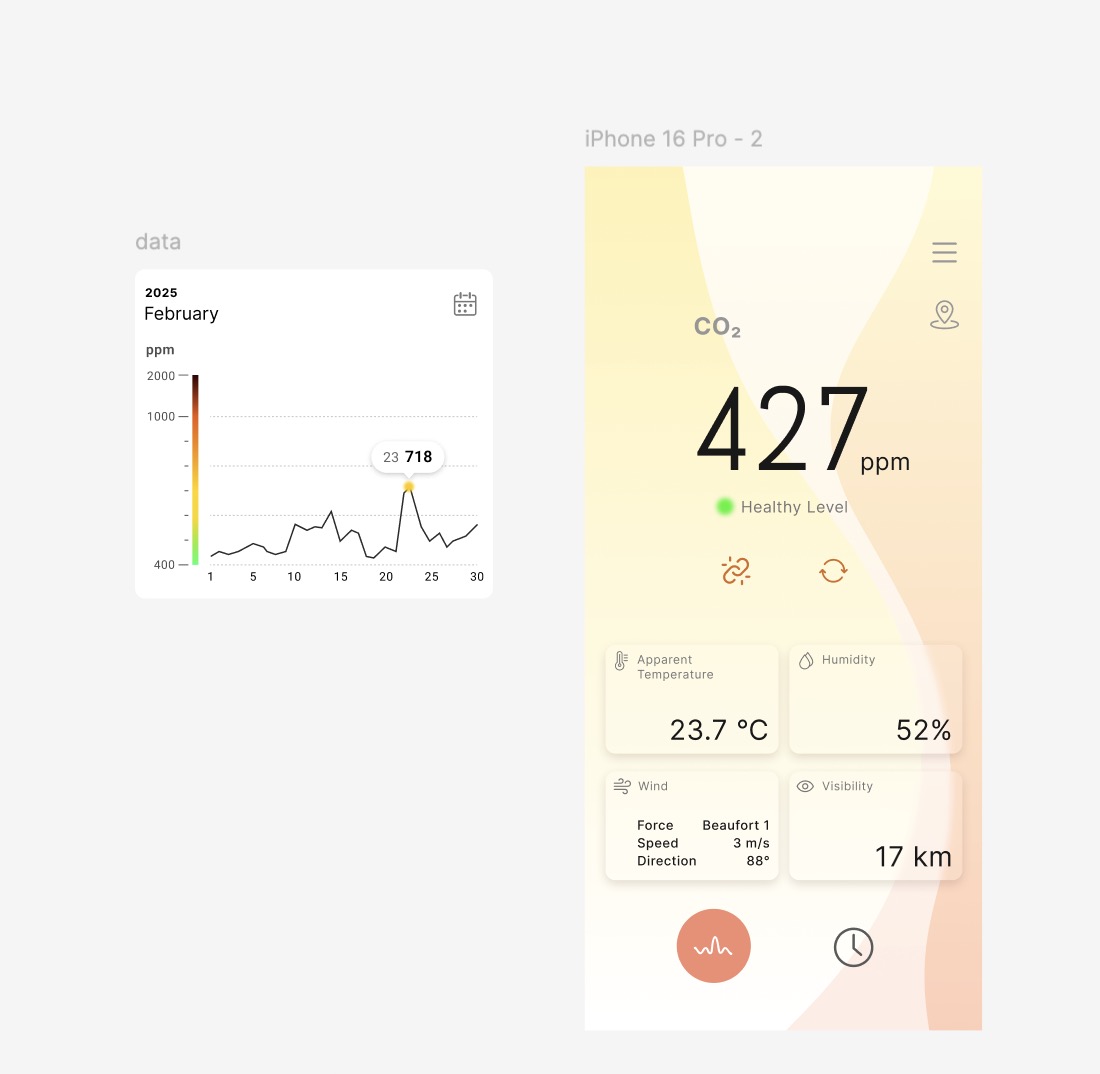 iPhone 16 Pro - 2
data
2025
February
ppm
2000
1000
400
23 718
1 5 10 15 20 25 30
CO₂
427 ppm
Healthy Level
Apparent
Temperature
23.7 °C
Humidity
52%
Wind
Force Beaufort 1
Speed 3 m/s
Direction 88°
Visibility
17 km